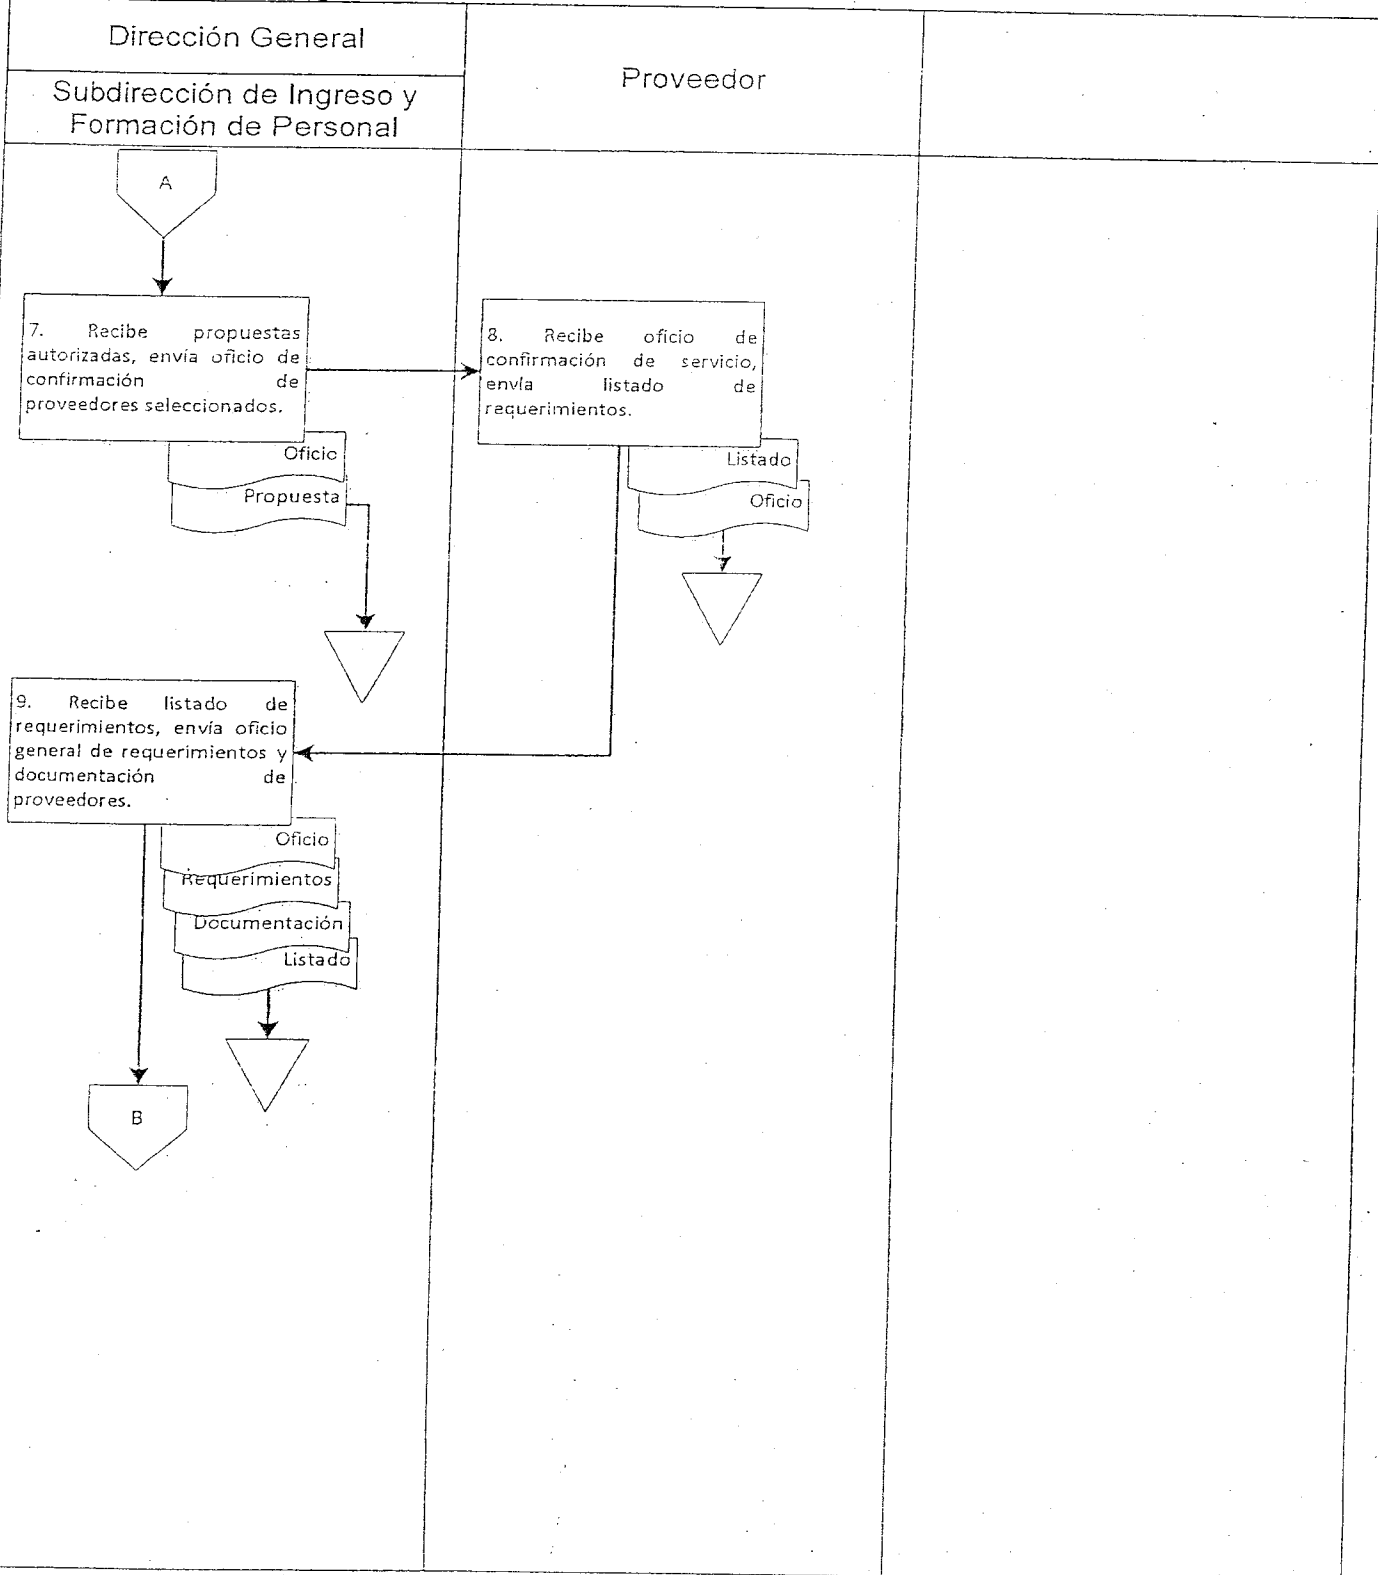 Dirección General
Subdirección de Ingreso y
Formación de Personal
Proveedor
A
7. Recibe propuestas
autorizadas, envía oficio de
confirmación de
proveedores seleccionados.
Oficio
Propuesta
8. Recibe oficio de
confirmación de servicio,
envía listado de
requerimientos.
Listado
Oficio
9. Recibe listado de
requerimientos, envía oficio
general de requerimientos y
documentación de
proveedores.
Oficio
Requerimientos
Documentación
Listado
B